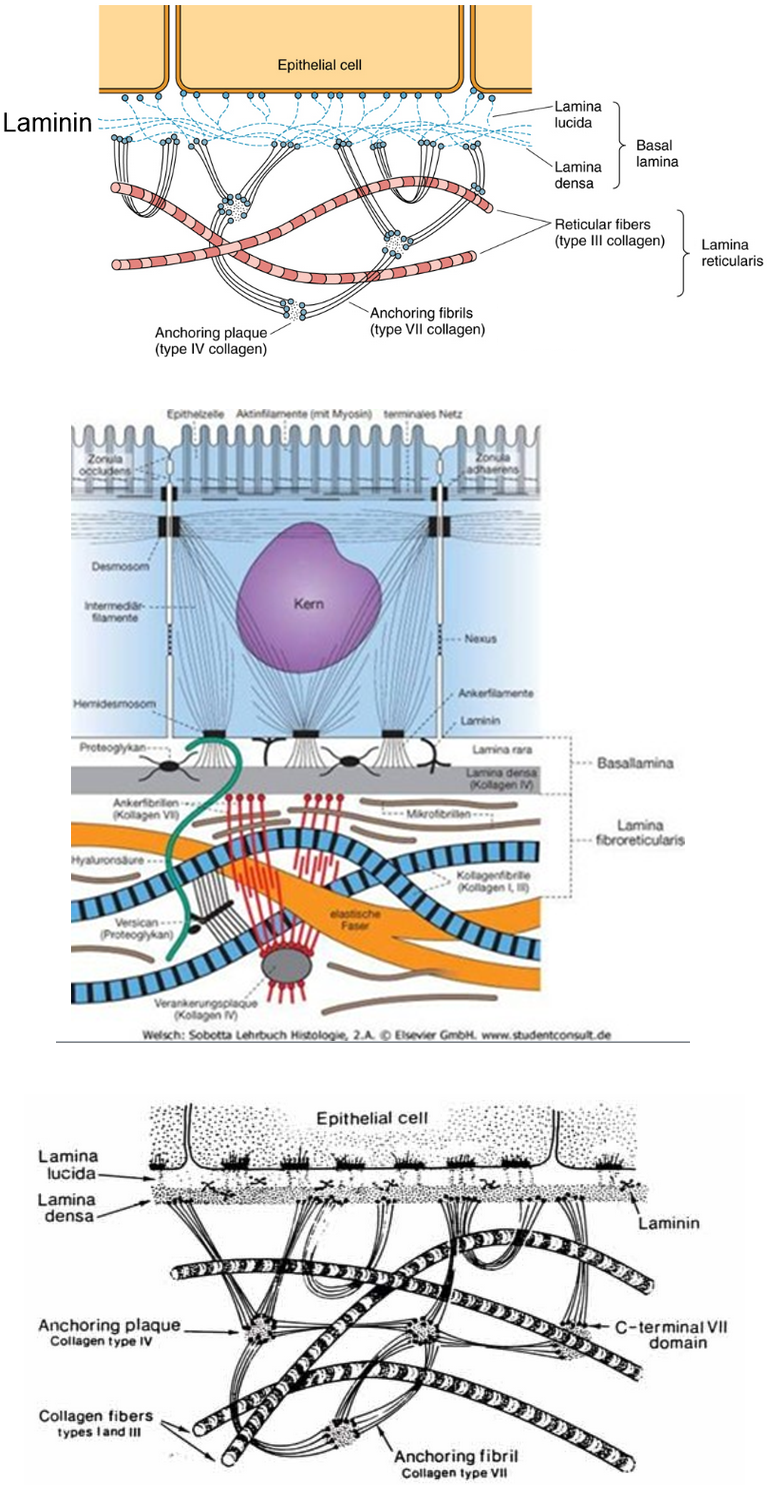 Epithelial cell
Laminin
Lamina
lucida
Basal
lamina
Lamina
densa
Reticular fibers
(type III collagen)
Lamina
reticularis
Anchoring fibrils
(type VII collagen)
Anchoring plaque
(type IV collagen)
Epithelzelle
Aktinfilamente (mit Myosin)
terminales Netz
Zonula
occludens
Zonula
adhaerens
Desmosom
Kern
Intermediär-
filamente
Nexus
Hemidesmosom
Ankerfilamente
Laminin
Proteoglykan
Lamina rara
Lamina densa
(Kollagen IV)
Basallamina
Ankerfibrillen
(Kollagen VII)
Mikrofibrillen
Lamina
fibroreticularis
Hyaluronsäure
Kollagenfibrille
(Kollagen I, III)
elastische
Faser
Versican
(Proteoglykan)
Verankerungsplaque
(Kollagen IV)
Welsch: Sobotta Lehrbuch Histologie, 2.A. © Elsevier GmbH. www.studentconsult.de
Epithelial cell
Lamina
lucida
Lamina
densa
Laminin
Anchoring plaque
Collagen type IV
C-terminal VII
domain
Collagen fibers
types I and III
Anchoring fibril
Collagen type VII